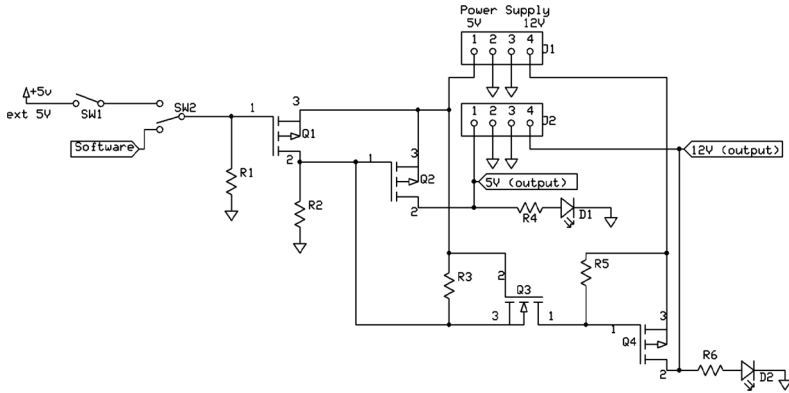 Power Supply
5V 12V
1 2 3 4
J1
+5v
ext 5V
SW1
SW2
Software
1
3
Q1
2
R1
R2
1
3
Q2
2
1 2 3 4
J2
12V (output)
5V (output)
R4
D1
R3
2
Q3
3
1
R5
1
3
Q4
2
R6
D2